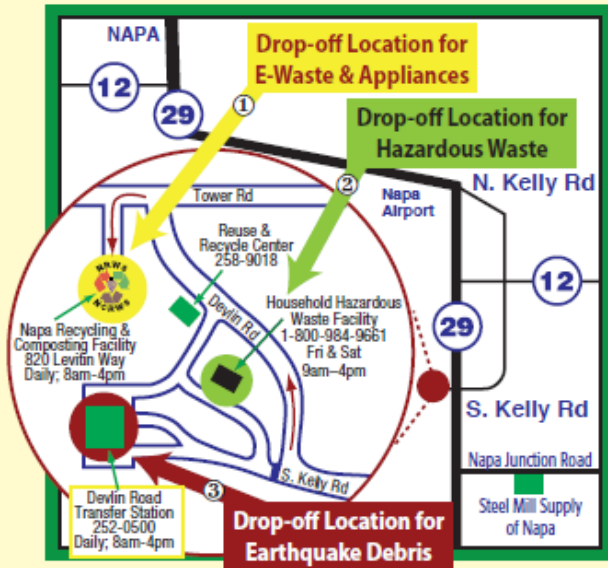 NAPA
12
29
Drop-off Location for
E-Waste & Appliances
①
Drop-off Location for
Hazardous Waste
②
Tower Rd
Napa
Airport
N. Kelly Rd
12
Reuse &
Recycle Center
258-9018
NRWS
NCRWS
Devlin Rd
Household Hazardous
Waste Facility
1-800-984-9661
Fri & Sat
9am–4pm
29
Napa Recycling &
Composting Facility
820 Levitin Way
Daily; 8am-4pm
S. Kelly Rd
Napa Junction Road
S. Kelly Rd
Steel Mill Supply
of Napa
③
Devlin Road
Transfer Station
252-0500
Daily; 8am-4pm
Drop-off Location for
Earthquake Debris